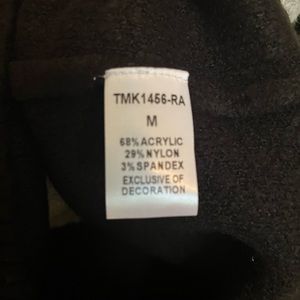 TMK1456-RA
M
68%ACRYLIC
29%NYLON
3%SPANDEX
EXCLUSIVE OF
DECORATION